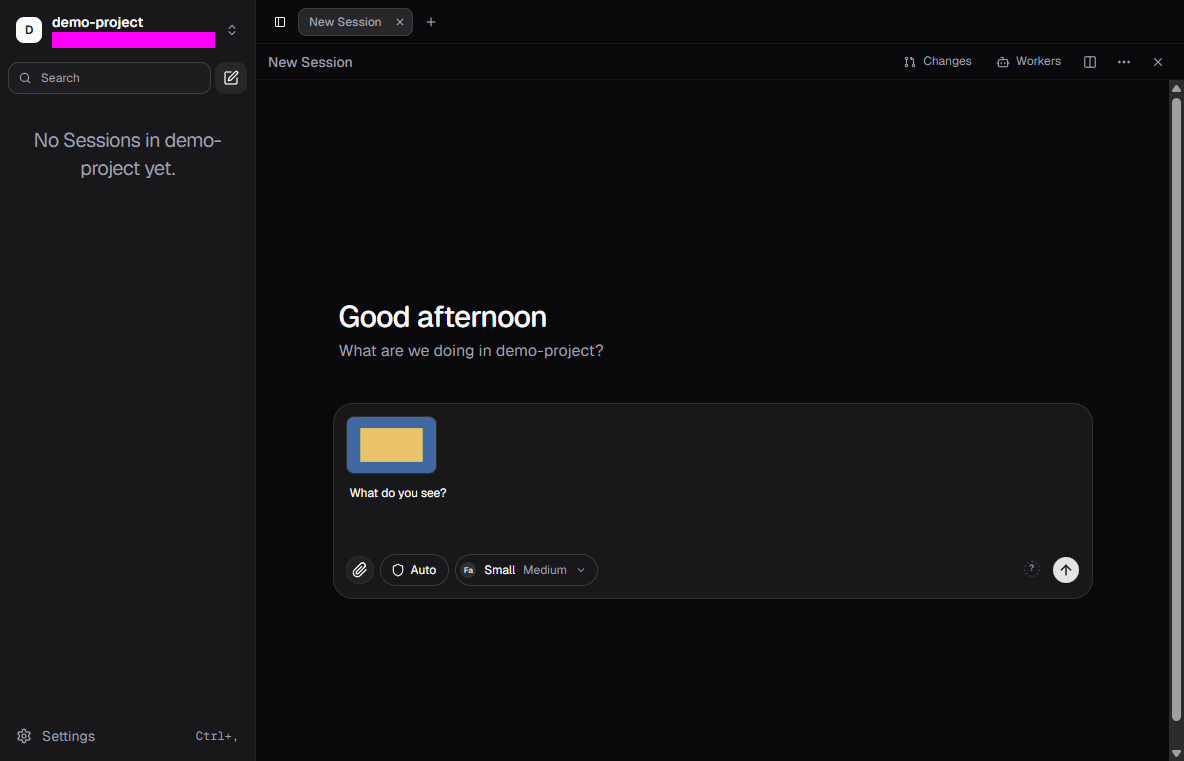 D
demo-project
Search
No Sessions in demo-
project yet.
Settings
Ctrl+,
New Session
New Session
Changes
Workers
Good afternoon
What are we doing in demo-project?
What do you see?
Auto
Fa
Small
Medium
?